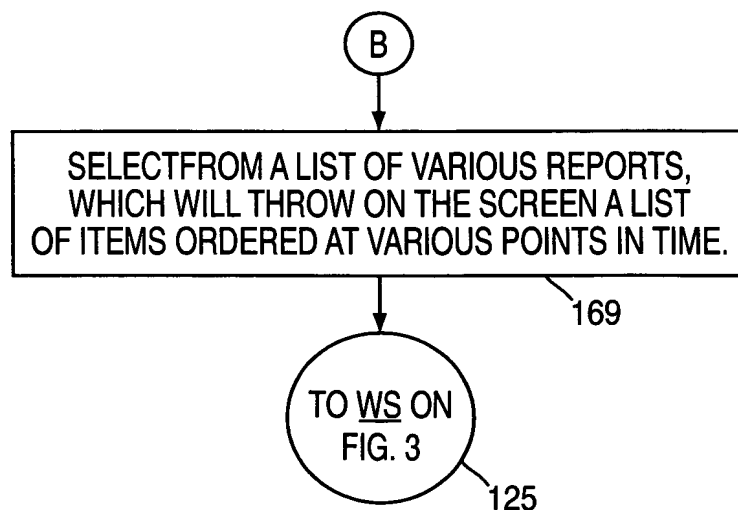 B
SELECTFROM A LIST OF VARIOUS REPORTS,
WHICH WILL THROW ON THE SCREEN A LIST
OF ITEMS ORDERED AT VARIOUS POINTS IN TIME.
169
TO WS ON
FIG. 3
125